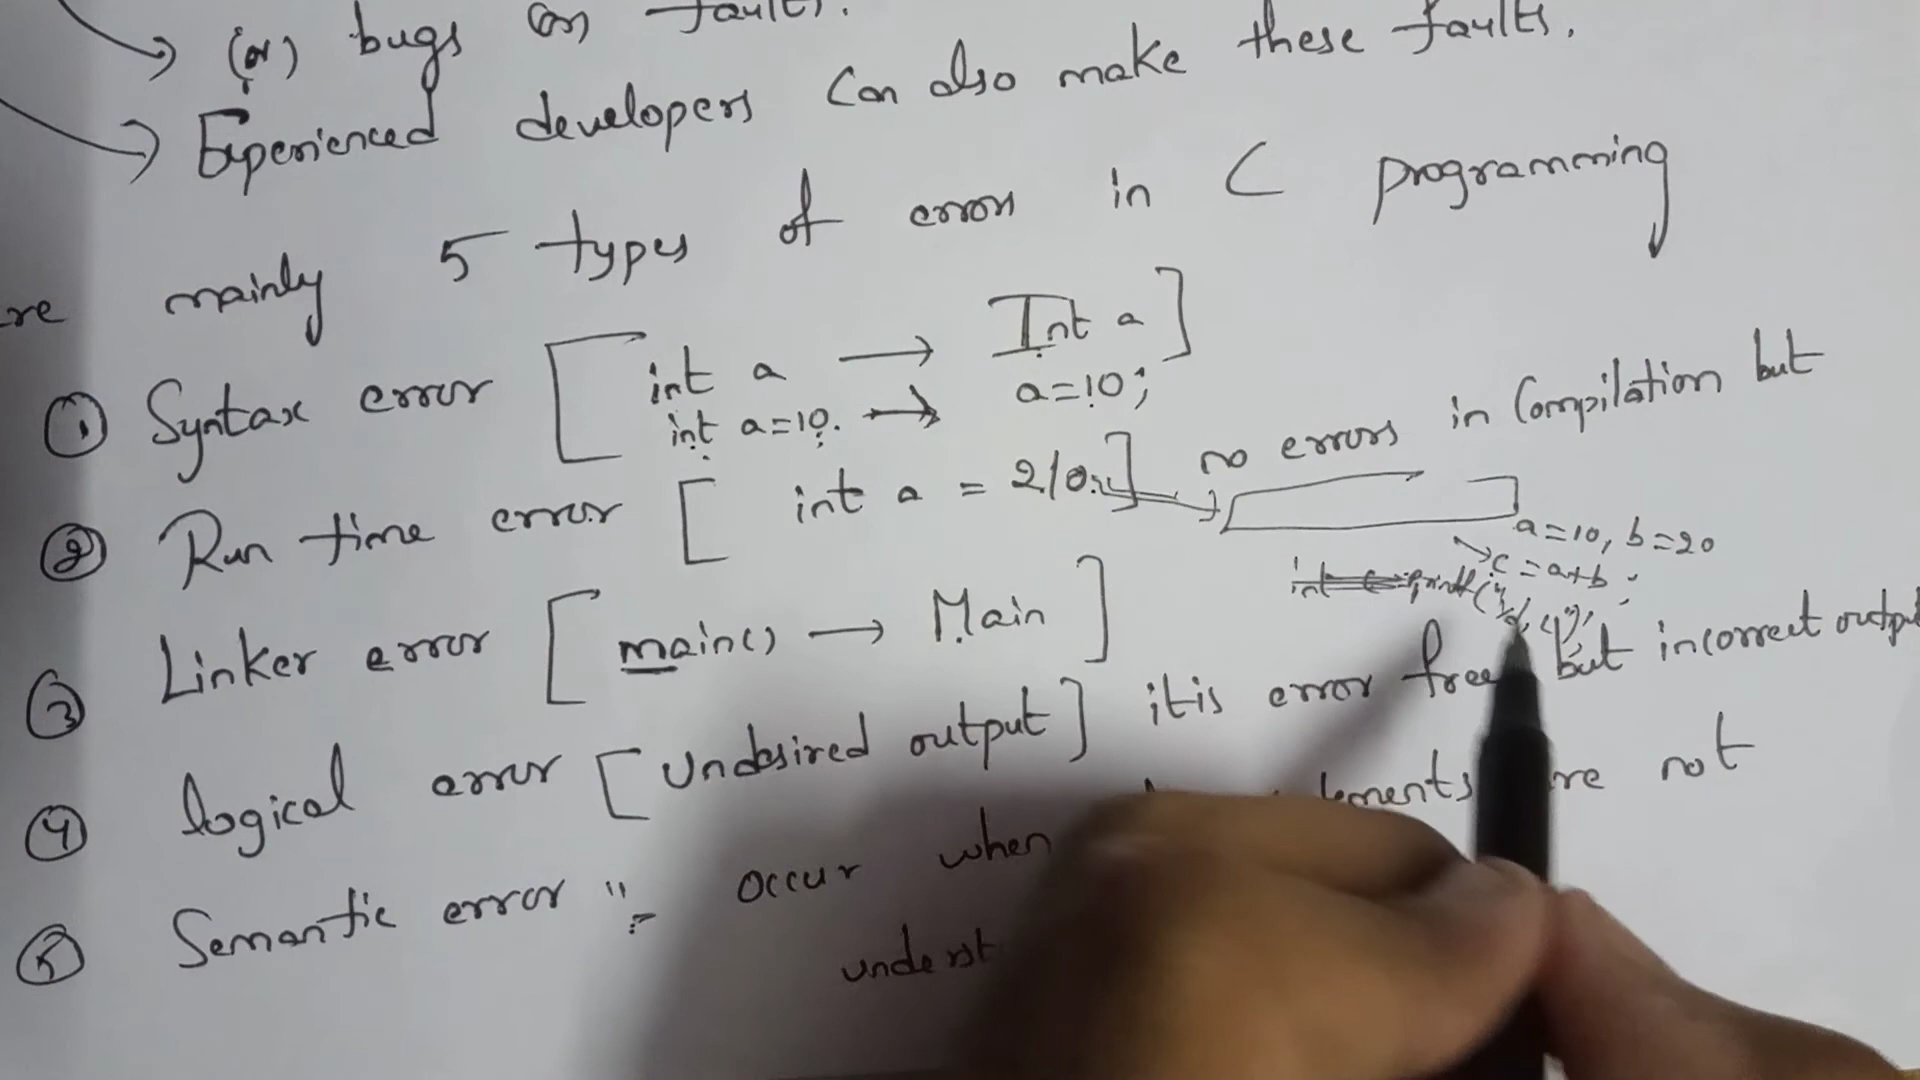 (or) bugs (or) faults.
Experienced developers can also make these faults.
mainly 5 types of error in C programming
① Syntax error [ int a → Int a ]
int a=10. → a=10;
② Run time error [ int a = 2/0; ] → no errors in Compilation but
a=10, b=20
c = a+b ;
③ Linker error [ main() → Main ]
④ logical error [ Undesired output ] it is error free but incorrect output
⑤ Semantic error :- occur when are not